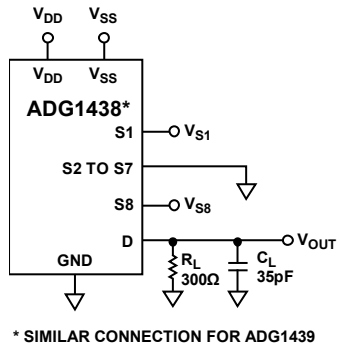 VDD VSS
VDD VSS
ADG1438*
S1 VS1
S2 TO S7
S8 VS8
D VOUT
GND
RL
300Ω
CL
35pF
* SIMILAR CONNECTION FOR ADG1439